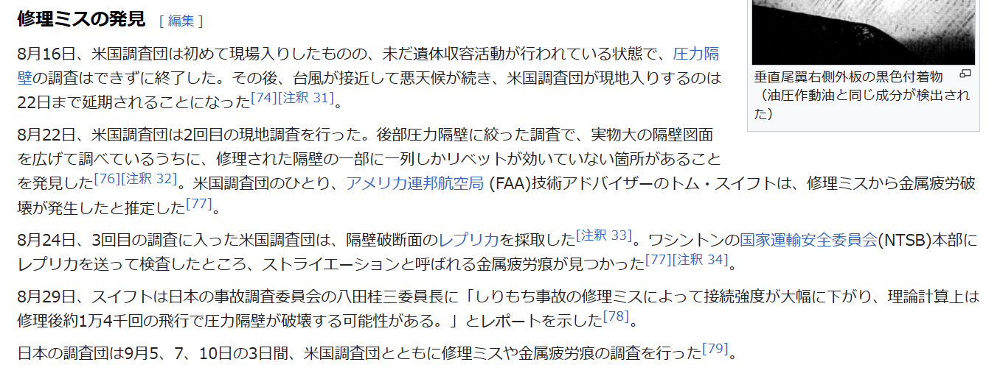 修理ミスの発見 [ 編集 ]
8月16日、米国調査団は初めて現場入りしたものの、未だ遺体収容活動が行われている状態で、圧力隔
壁の調査はできずに終了した。その後、台風が接近して悪天候が続き、米国調査団が現地入りするのは
22日まで延期されることになった[74][注釈 31]。
8月22日、米国調査団は2回目の現地調査を行った。後部圧力隔壁に絞った調査で、実物大の隔壁図面
を広げて調べているうちに、修理された隔壁の一部に一列しかリベットが効いていない箇所があること
を発見した[76][注釈 32]。米国調査団のひとり、アメリカ連邦航空局 (FAA)技術アドバイザーのトム・スイフトは、修理ミスから金属疲労破
壊が発生したと推定した[77]。
8月24日、3回目の調査に入った米国調査団は、隔壁破断面のレプリカを採取した[注釈 33]。ワシントンの国家運輸安全委員会(NTSB)本部に
レプリカを送って検査したところ、ストライエーションと呼ばれる金属疲労痕が見つかった[77][注釈 34]。
8月29日、スイフトは日本の事故調査委員会の八田桂三委員長に「しりもち事故の修理ミスによって接続強度が大幅に下がり、理論計算上は
修理後約1万4千回の飛行で圧力隔壁が破壊する可能性がある。」とレポートを示した[78]。
日本の調査団は9月5、7、10日の3日間、米国調査団とともに修理ミスや金属疲労痕の調査を行った[79]。
垂直尾翼右側外板の黒色付着物
（油圧作動油と同じ成分が検出され
た）